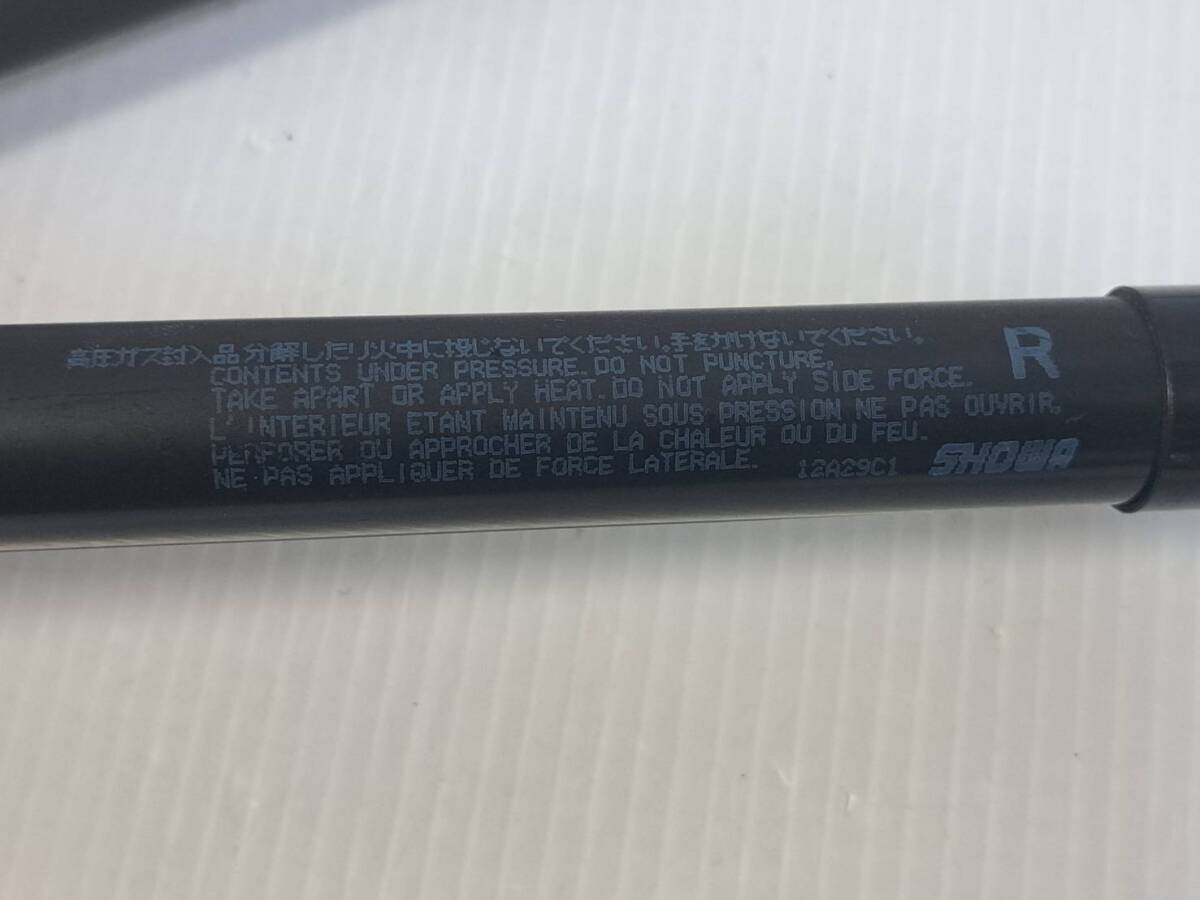 高圧ガス封入品分解したり火中に投じないでください。手をかけないでください。
CONTENTS UNDER PRESSURE. DO NOT PUNCTURE,
TAKE APART OR APPLY HEAT. DO NOT APPLY SIDE FORCE.
L'INTERIEUR ETANT MAINTENU SOUS PRESSION NE PAS OUVRIR,
PERFORER OU APPROCHER DE LA CHALEUR OU DU FEU.
NE PAS APPLIQUER DE FORCE LATERALE. 12A29C1 SHOWA
R